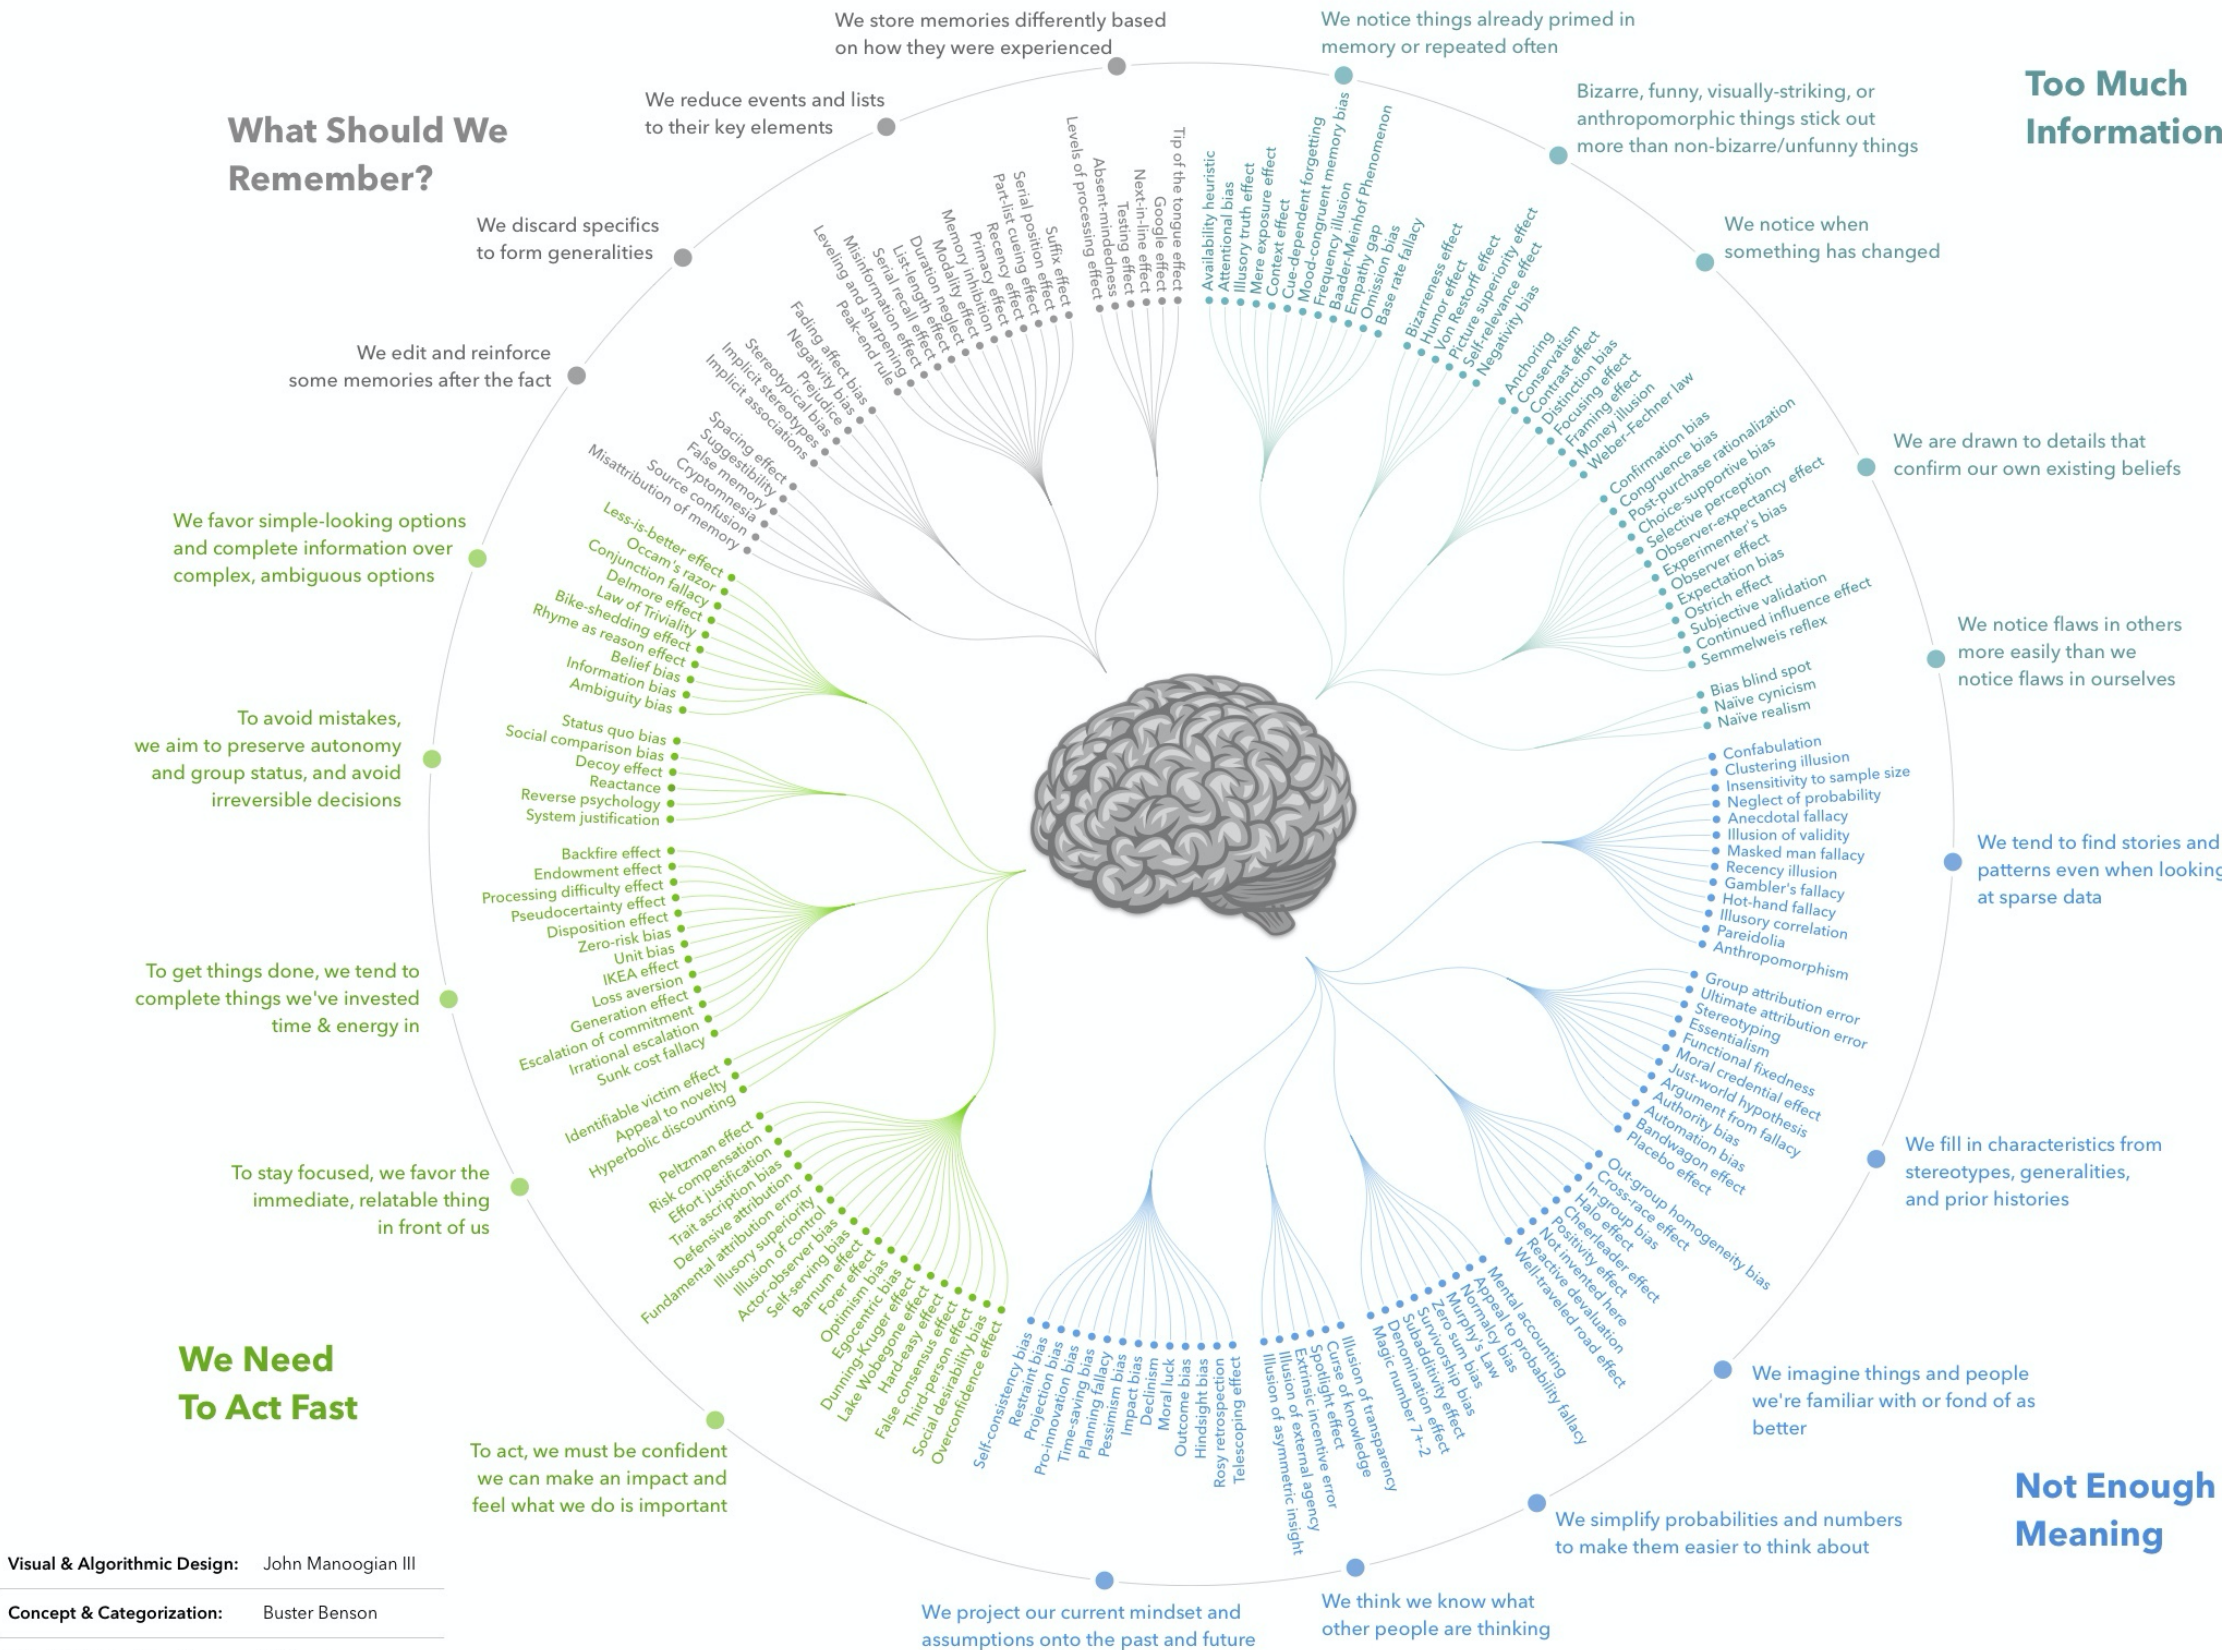 We store memories differently based
on how they were experienced
We notice things already primed in
memory or repeated often
Too Much
Information
Bizarre, funny, visually-striking, or
anthropomorphic things stick out
more than non-bizarre/unfunny things
We reduce events and lists
to their key elements
What Should We
Remember?
We discard specifics
to form generalities
We notice when
something has changed
We edit and reinforce
some memories after the fact
We are drawn to details that
confirm our own existing beliefs
We favor simple-looking options
and complete information over
complex, ambiguous options
We notice flaws in others
more easily than we
notice flaws in ourselves
To avoid mistakes,
we aim to preserve autonomy
and group status, and avoid
irreversible decisions
We tend to find stories and
patterns even when looking
at sparse data
To get things done, we tend to
complete things we've invested
time & energy in
We fill in characteristics from
stereotypes, generalities,
and prior histories
To stay focused, we favor the
immediate, relatable thing
in front of us
We Need
To Act Fast
We imagine things and people
we're familiar with or fond of as
better
To act, we must be confident
we can make an impact and
feel what we do is important
Not Enough
Meaning
We simplify probabilities and numbers
to make them easier to think about
We think we know what
other people are thinking
We project our current mindset and
assumptions onto the past and future
Availability heuristic
Attentional bias
Illusory truth effect
Mere exposure effect
Context effect
Cue-dependent forgetting
Mood-congruent memory bias
Frequency illusion
Baader-Meinhof Phenomenon
Empathy gap
Omission bias
Base rate fallacy
Bizarreness effect
Humor effect
Von Restorff effect
Picture superiority effect
Self-relevance effect
Negativity bias
Anchoring
Conservatism
Contrast effect
Distinction bias
Focusing effect
Framing effect
Money illusion
Weber-Fechner law
Confirmation bias
Congruence bias
Post-purchase rationalization
Choice-supportive bias
Selective perception
Observer-expectancy effect
Experimenter's bias
Observer effect
Expectation bias
Ostrich effect
Subjective validation
Continued influence effect
Semmelweis reflex
Bias blind spot
Naïve cynicism
Naïve realism
Confabulation
Clustering illusion
Insensitivity to sample size
Neglect of probability
Anecdotal fallacy
Illusion of validity
Masked man fallacy
Recency illusion
Gambler's fallacy
Hot-hand fallacy
Illusory correlation
Pareidolia
Anthropomorphism
Group attribution error
Ultimate attribution error
Stereotyping
Essentialism
Functional fixedness
Moral credential effect
Just-world hypothesis
Argument from fallacy
Authority bias
Automation bias
Bandwagon effect
Placebo effect
Out-group homogeneity bias
Cross-race effect
In-group bias
Halo effect
Cheerleader effect
Positivity effect
Not invented here
Reactive devaluation
Well-traveled road effect
Mental accounting
Appeal to probability fallacy
Normalcy bias
Murphy's Law
Zero sum bias
Survivorship bias
Subadditivity effect
Denomination effect
Magic number 7+-2
Illusion of transparency
Curse of knowledge
Spotlight effect
Extrinsic incentive error
Illusion of external agency
Illusion of asymmetric insight
Telescoping effect
Rosy retrospection
Hindsight bias
Outcome bias
Moral luck
Declinism
Impact bias
Pessimism bias
Planning fallacy
Time-saving bias
Pro-innovation bias
Projection bias
Restraint bias
Self-consistency bias
Overconfidence effect
Social desirability bias
Third-person effect
False consensus effect
Hard-easy effect
Lake Wobegone effect
Dunning-Kruger effect
Egocentric bias
Optimism bias
Forer effect
Barnum effect
Self-serving bias
Actor-observer bias
Illusion of control
Illusory superiority
Fundamental attribution error
Defensive attribution
Trait ascription bias
Effort justification
Risk compensation
Peltzman effect
Hyperbolic discounting
Appeal to novelty
Identifiable victim effect
Sunk cost fallacy
Irrational escalation
Escalation of commitment
Generation effect
Loss aversion
IKEA effect
Unit bias
Zero-risk bias
Disposition effect
Pseudocertainty effect
Processing difficulty effect
Endowment effect
Backfire effect
System justification
Reverse psychology
Reactance
Decoy effect
Social comparison bias
Status quo bias
Ambiguity bias
Information bias
Belief bias
Rhyme as reason effect
Bike-shedding effect
Law of Triviality
Delmore effect
Conjunction fallacy
Occam's razor
Less-is-better effect
Misattribution of memory
Source confusion
Cryptomnesia
False memory
Suggestibility
Spacing effect
Implicit associations
Implicit stereotypes
Stereotypical bias
Prejudice
Negativity bias
Fading affect bias
Peak-end rule
Leveling and sharpening
Misinformation effect
Serial recall effect
List-length effect
Duration neglect
Modality effect
Memory inhibition
Primacy effect
Recency effect
Part-list cueing effect
Serial position effect
Suffix effect
Levels of processing effect
Absent-mindedness
Testing effect
Next-in-line effect
Google effect
Tip of the tongue effect
Visual & Algorithmic Design: John Manoogian III
Concept & Categorization: Buster Benson